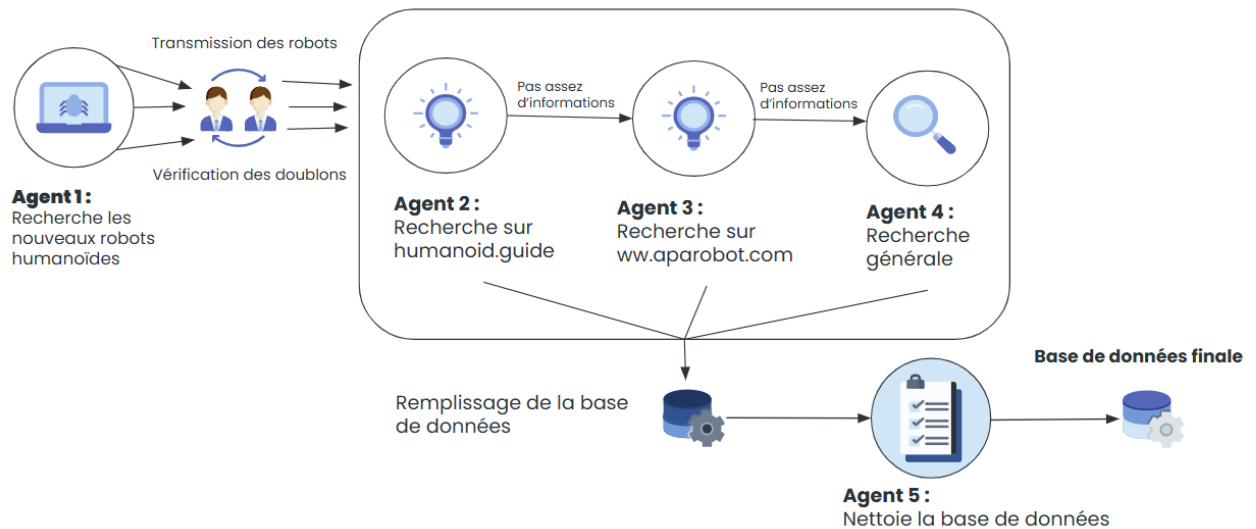 Transmission des robots
Vérification des doublons
Agent 1 :
Recherche les
nouveaux robots
humanoïdes
Pas assez
d'informations
Pas assez
d'informations
Agent 2 :
Recherche sur
humanoid.guide
Agent 3 :
Recherche sur
ww.aparobot.com
Agent 4 :
Recherche
générale
Remplissage de la base
de données
Base de données finale
Agent 5 :
Nettoie la base de données